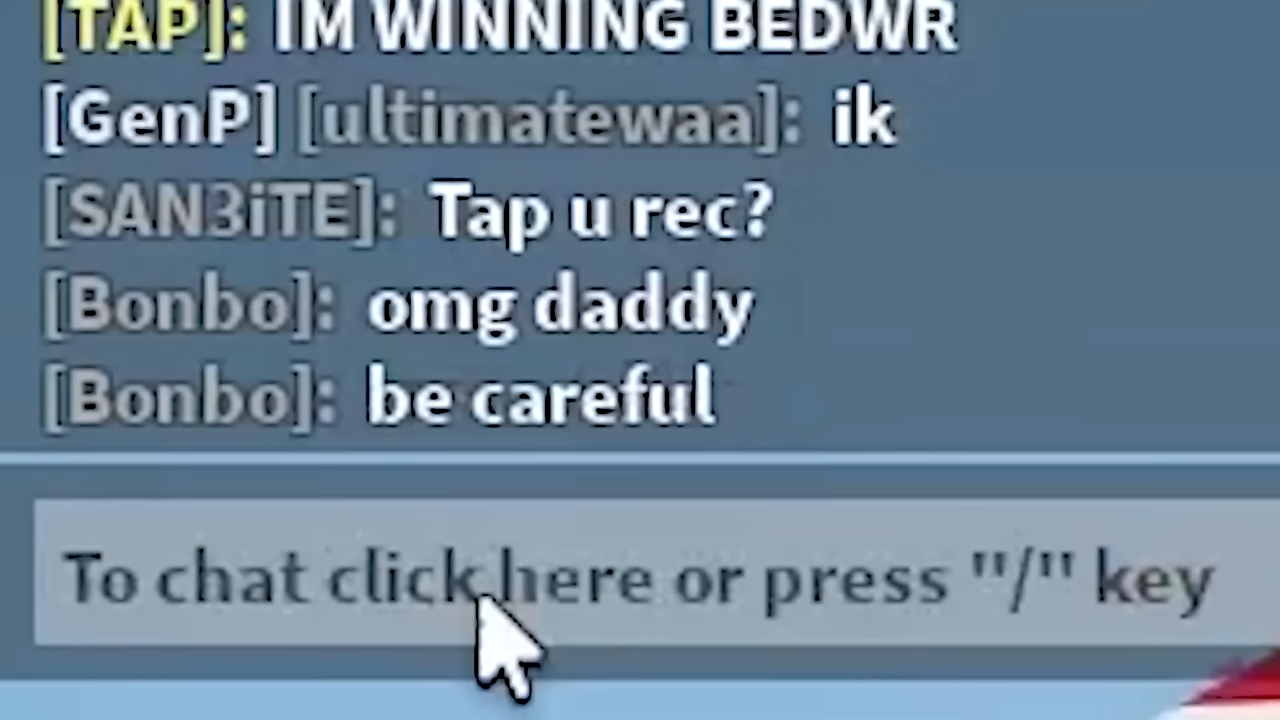 [TAP]: IM WINNING BEDWR
[GenP] [ultimatewaa]: ik
[SAN3iTE]: Tap u rec?
[Bonbo]: omg daddy
[Bonbo]: be careful
To chat click here or press "/" key